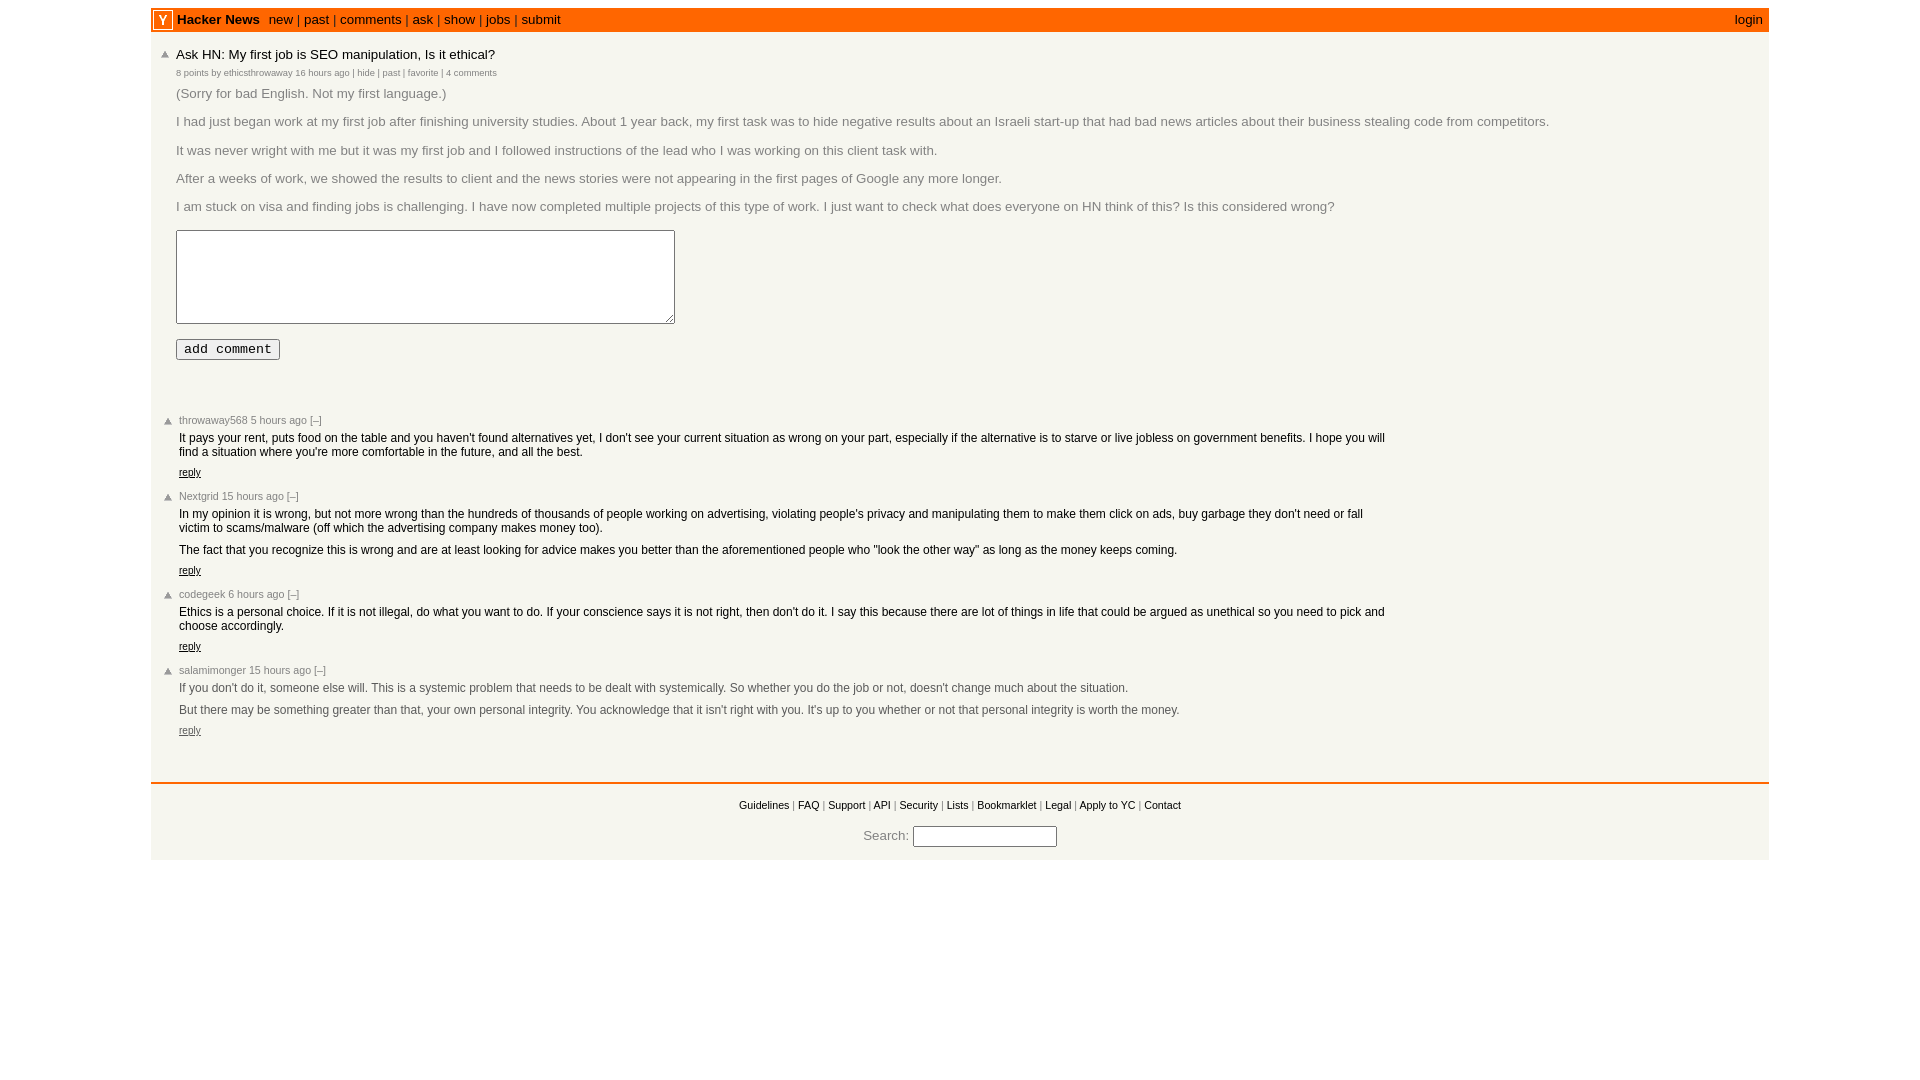 Y Hacker News new | past | comments | ask | show | jobs | submit login
Ask HN: My first job is SEO manipulation, Is it ethical?
8 points by ethicsthrowaway 16 hours ago | hide | past | favorite | 4 comments
(Sorry for bad English. Not my first language.)
I had just began work at my first job after finishing university studies. About 1 year back, my first task was to hide negative results about an Israeli start-up that had bad news articles about their business stealing code from competitors.
It was never wright with me but it was my first job and I followed instructions of the lead who I was working on this client task with.
After a weeks of work, we showed the results to client and the news stories were not appearing in the first pages of Google any more longer.
I am stuck on visa and finding jobs is challenging. I have now completed multiple projects of this type of work. I just want to check what does everyone on HN think of this? Is this considered wrong?
add comment
throwaway568 5 hours ago [–]
It pays your rent, puts food on the table and you haven't found alternatives yet, I don't see your current situation as wrong on your part, especially if the alternative is to starve or live jobless on government benefits. I hope you will
find a situation where you're more comfortable in the future, and all the best.
reply
Nextgrid 15 hours ago [–]
In my opinion it is wrong, but not more wrong than the hundreds of thousands of people working on advertising, violating people's privacy and manipulating them to make them click on ads, buy garbage they don't need or fall
victim to scams/malware (off which the advertising company makes money too).
The fact that you recognize this is wrong and are at least looking for advice makes you better than the aforementioned people who "look the other way" as long as the money keeps coming.
reply
codegeek 6 hours ago [–]
Ethics is a personal choice. If it is not illegal, do what you want to do. If your conscience says it is not right, then don't do it. I say this because there are lot of things in life that could be argued as unethical so you need to pick and
choose accordingly.
reply
salamimonger 15 hours ago [–]
If you don't do it, someone else will. This is a systemic problem that needs to be dealt with systemically. So whether you do the job or not, doesn't change much about the situation.
But there may be something greater than that, your own personal integrity. You acknowledge that it isn't right with you. It's up to you whether or not that personal integrity is worth the money.
reply
Guidelines | FAQ | Support | API | Security | Lists | Bookmarklet | Legal | Apply to YC | Contact
Search: